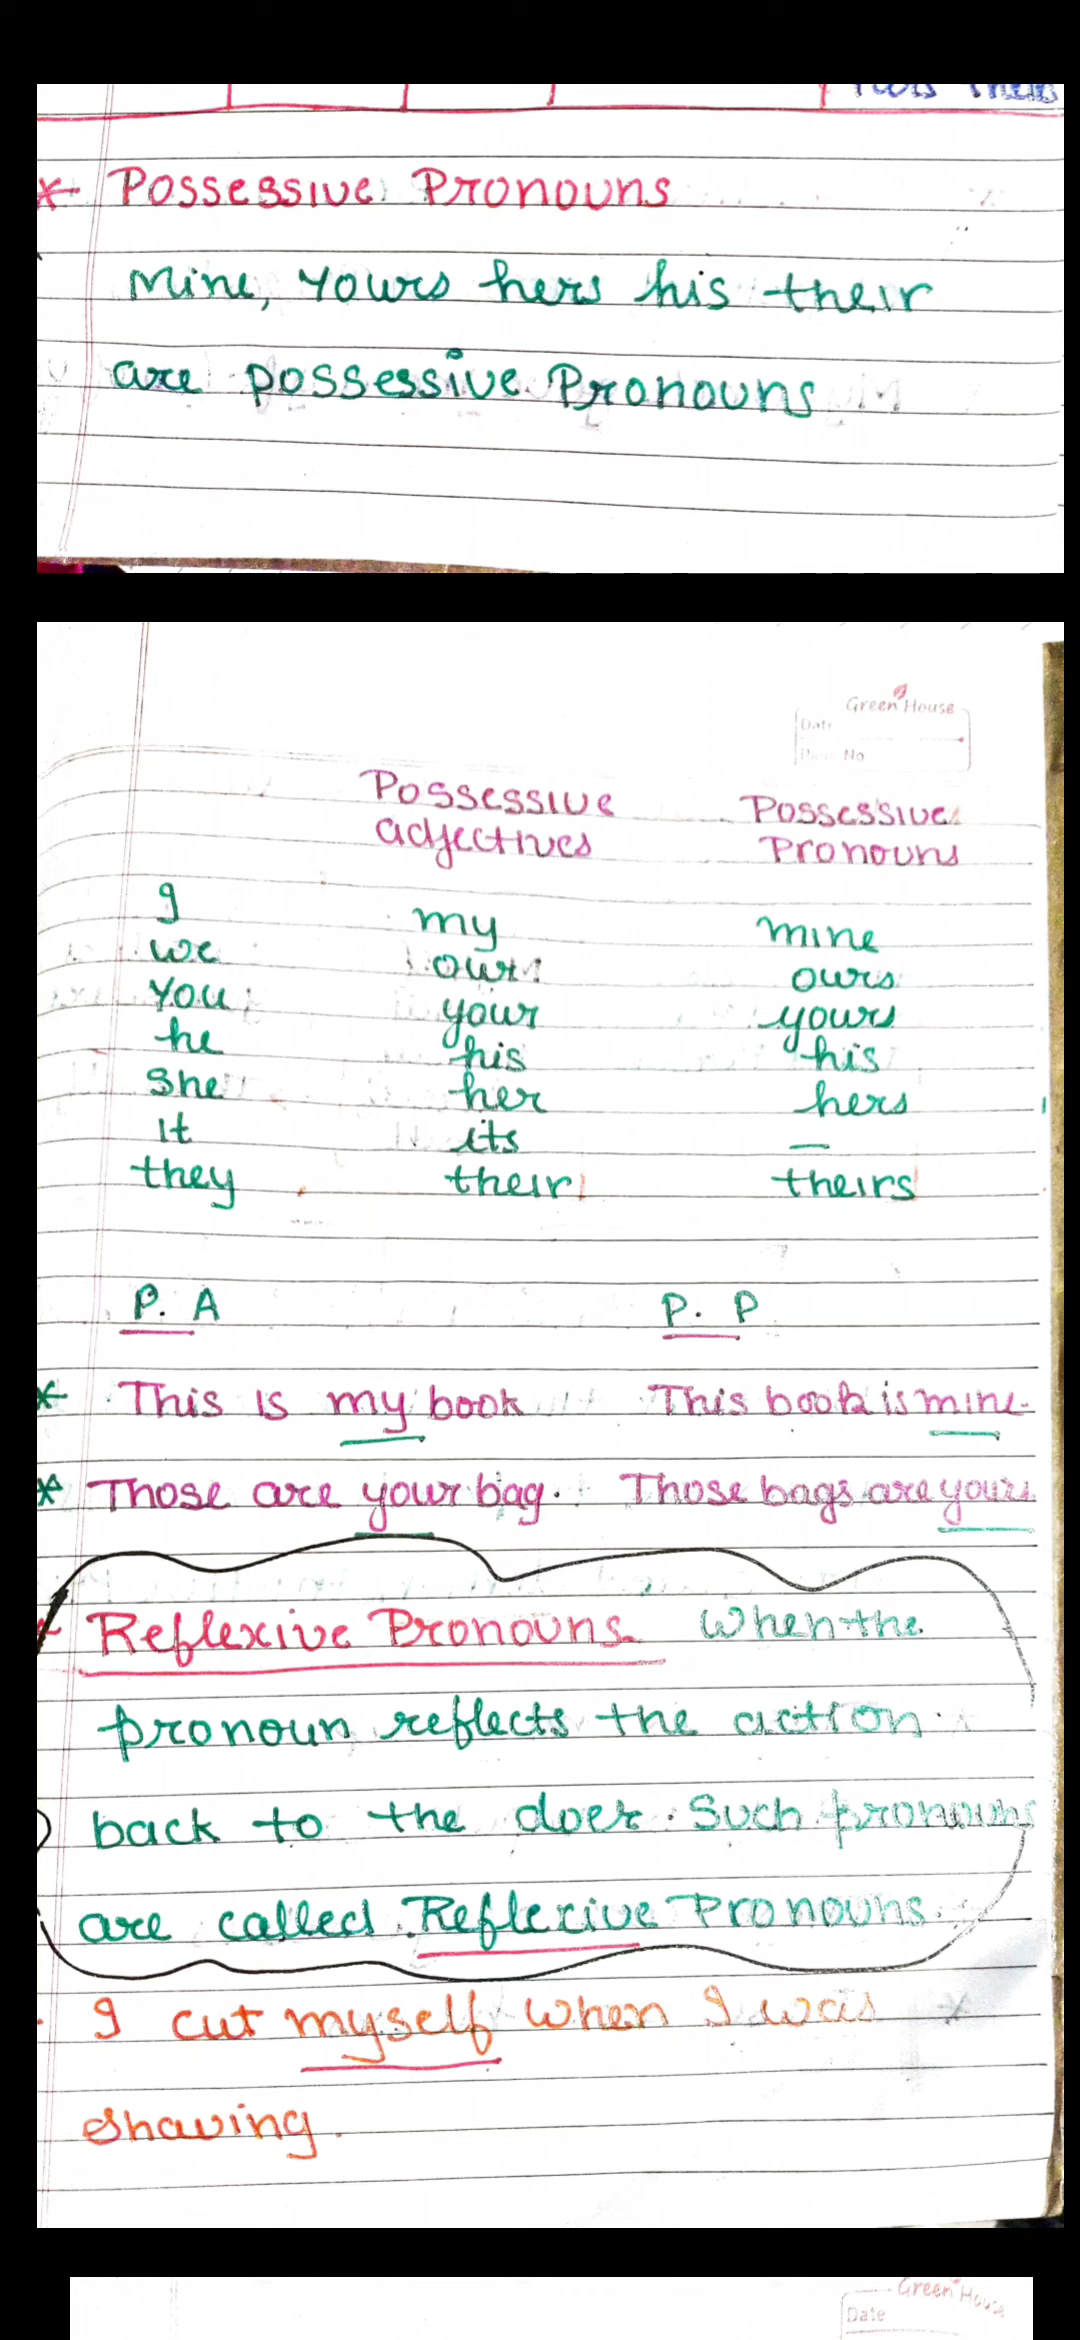 * Possessive Pronouns
Mine, yours hers his their
are possessive Pronouns
Green House
Date
No
Possessive adjectives Possessive Pronouns
I my mine
we our ours
you your yours
he his his
She her hers
It its —
they their theirs
P. A P. P
* This is my book This book is mine.
* Those are your bag. Those bags are yours
Reflexive Pronouns When the
pronoun reflects the action
back to the doer. Such pronouns
are called Reflexive Pronouns.
I cut myself when I was
shaving.
Green House
Date